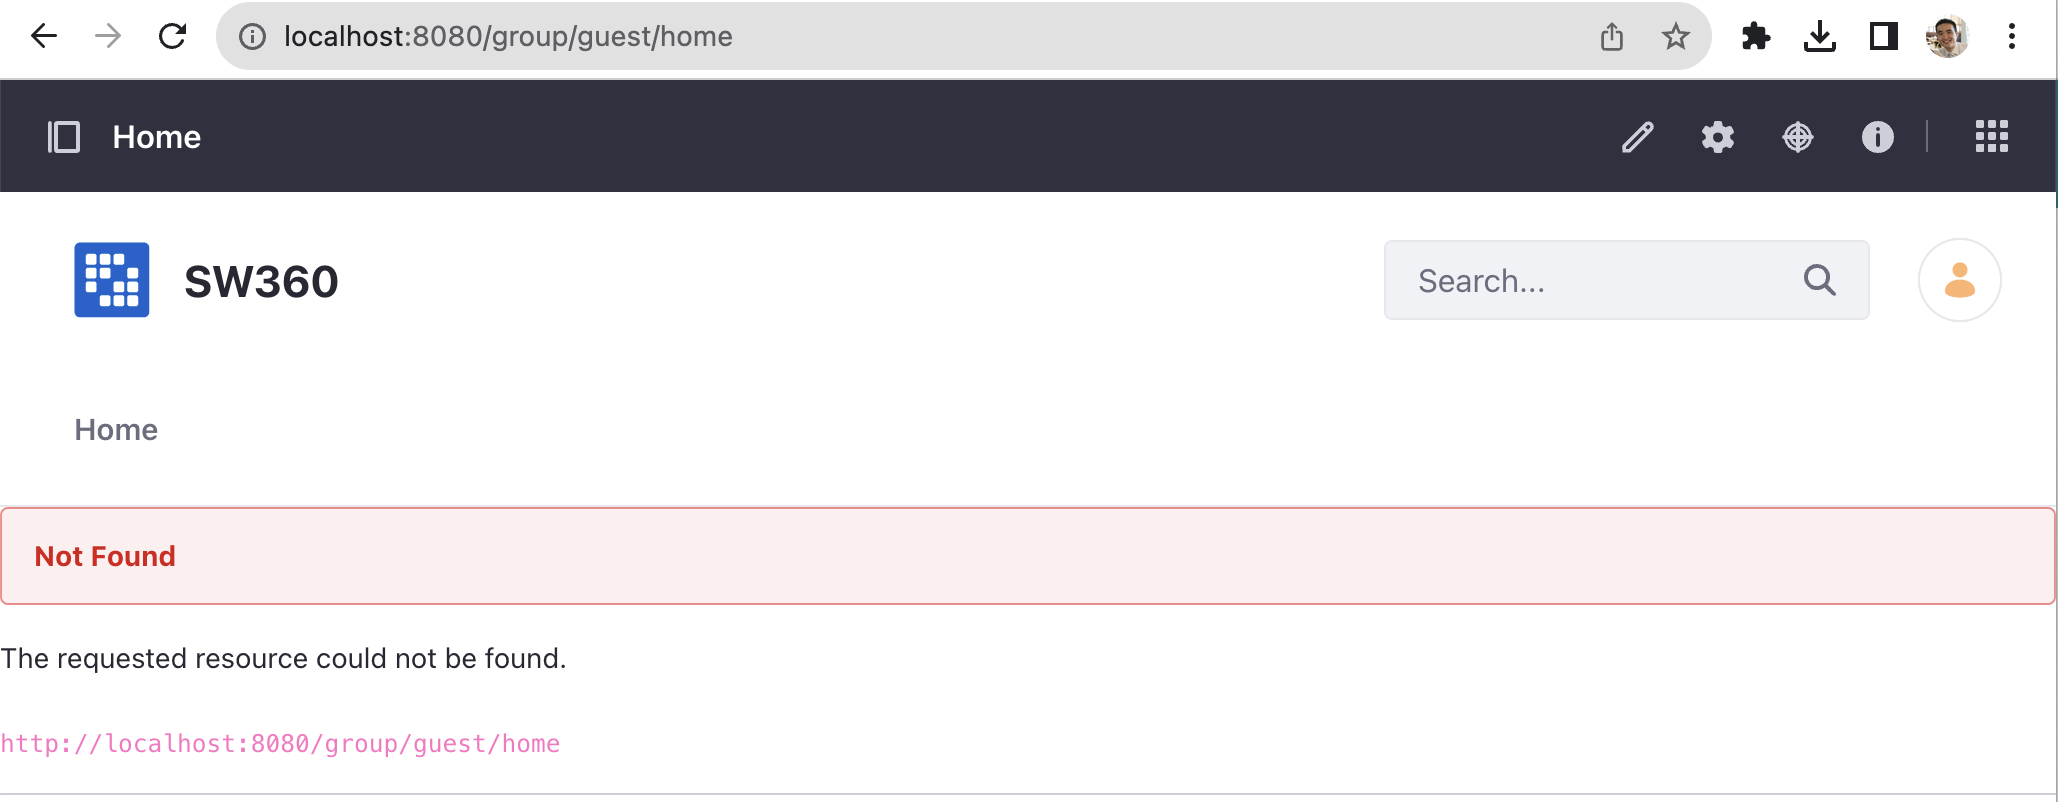 localhost:8080/group/guest/home
Home
SW360
Search...
Home
Not Found
The requested resource could not be found.
http://localhost:8080/group/guest/home